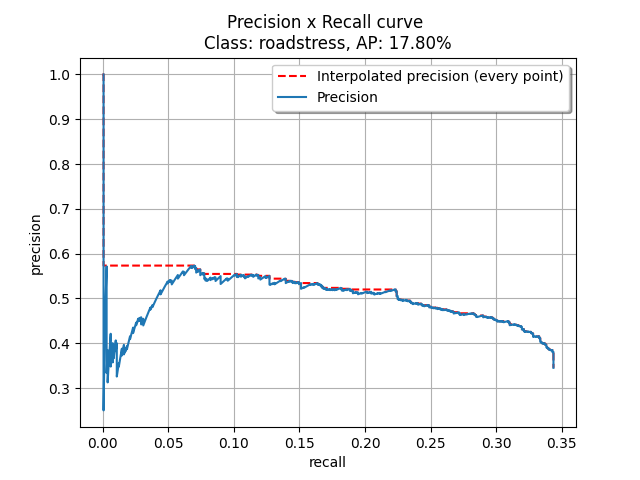 Precision x Recall curve
Class: roadstress, AP: 17.80%
Interpolated precision (every point)
Precision
1.0
0.9
0.8
0.7
0.6
0.5
0.4
0.3
precision
0.00 0.05 0.10 0.15 0.20 0.25 0.30 0.35
recall